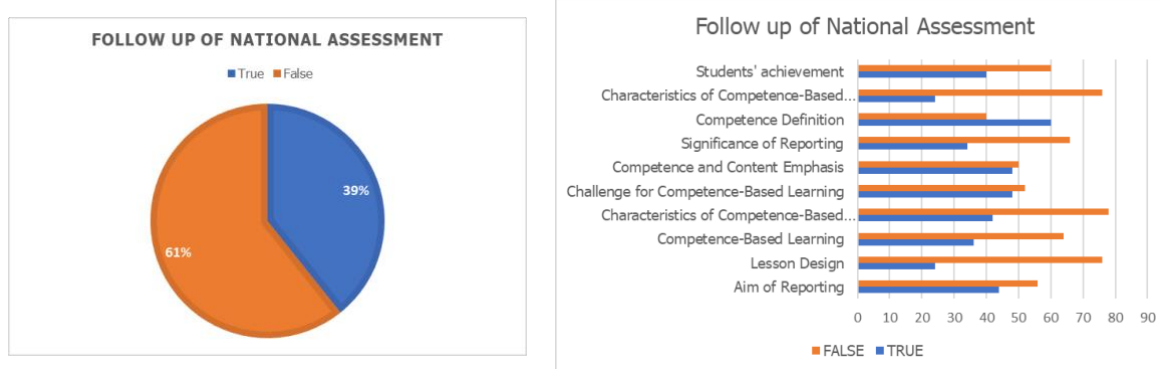 FOLLOW UP OF NATIONAL ASSESSMENT
True False
39%
61%
Follow up of National Assessment
Students' achievement
Characteristics of Competence-Based...
Competence Definition
Significance of Reporting
Competence and Content Emphasis
Challenge for Competence-Based Learning
Characteristics of Competence-Based...
Competence-Based Learning
Lesson Design
Aim of Reporting
0 10 20 30 40 50 60 70 80 90
FALSE TRUE